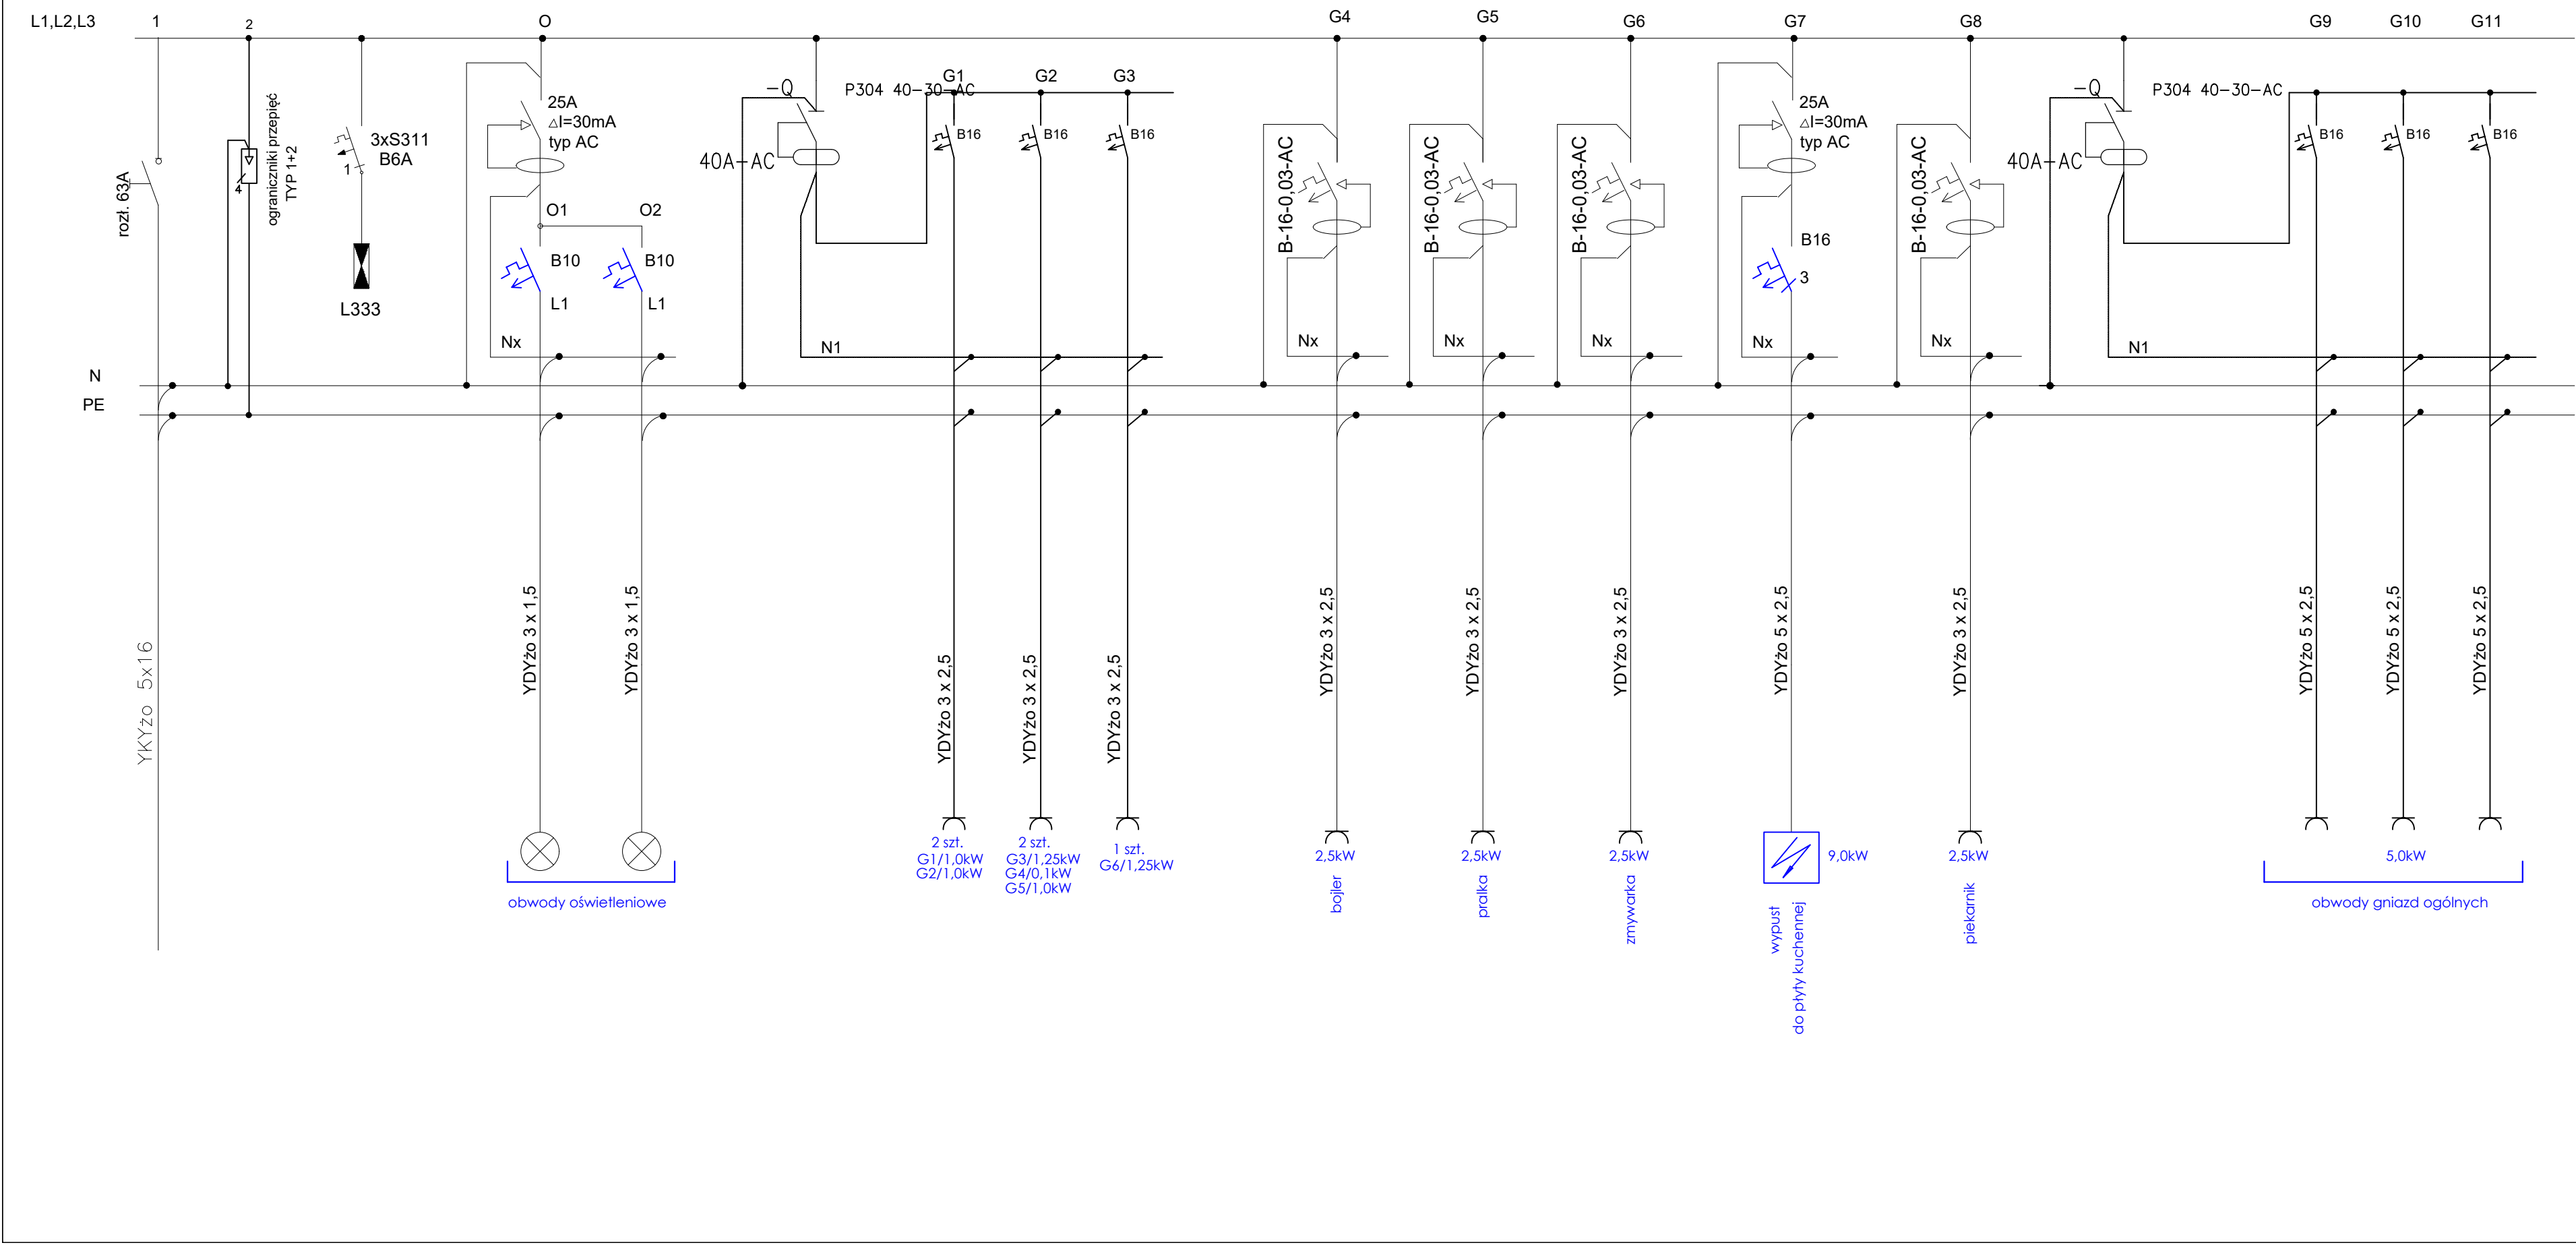 L1,L2,L3
1
2
O
G4
G5
G6
G7
G8
G9
G10
G11
rozł. 63A
4
ograniczniki przepięć
TYP 1+2
3xS311
B6A
1
L333
25A
△I=30mA
typ AC
O1
O2
B10
B10
L1
L1
Nx
-Q
P304 40-30-AC
40A-AC
G1
G2
G3
B16
B16
B16
N1
B-16-0,03-AC
Nx
B-16-0,03-AC
Nx
B-16-0,03-AC
Nx
25A
△I=30mA
typ AC
B16
3
Nx
B-16-0,03-AC
Nx
-Q
P304 40-30-AC
40A-AC
B16
B16
B16
N1
N
PE
YKYżo 5x16
YDYżo 3 x 1,5
YDYżo 3 x 1,5
YDYżo 3 x 2,5
YDYżo 3 x 2,5
YDYżo 3 x 2,5
YDYżo 3 x 2,5
YDYżo 3 x 2,5
YDYżo 3 x 2,5
YDYżo 5 x 2,5
YDYżo 3 x 2,5
YDYżo 5 x 2,5
YDYżo 5 x 2,5
YDYżo 5 x 2,5
obwody oświetleniowe
2 szt.
G1/1,0kW
G2/1,0kW
2 szt.
G3/1,25kW
G4/0,1kW
G5/1,0kW
1 szt.
G6/1,25kW
2,5kW
bojler
2,5kW
pralka
2,5kW
zmywarka
9,0kW
wypust
do płyty kuchennej
2,5kW
piekarnik
5,0kW
obwody gniazd ogólnych